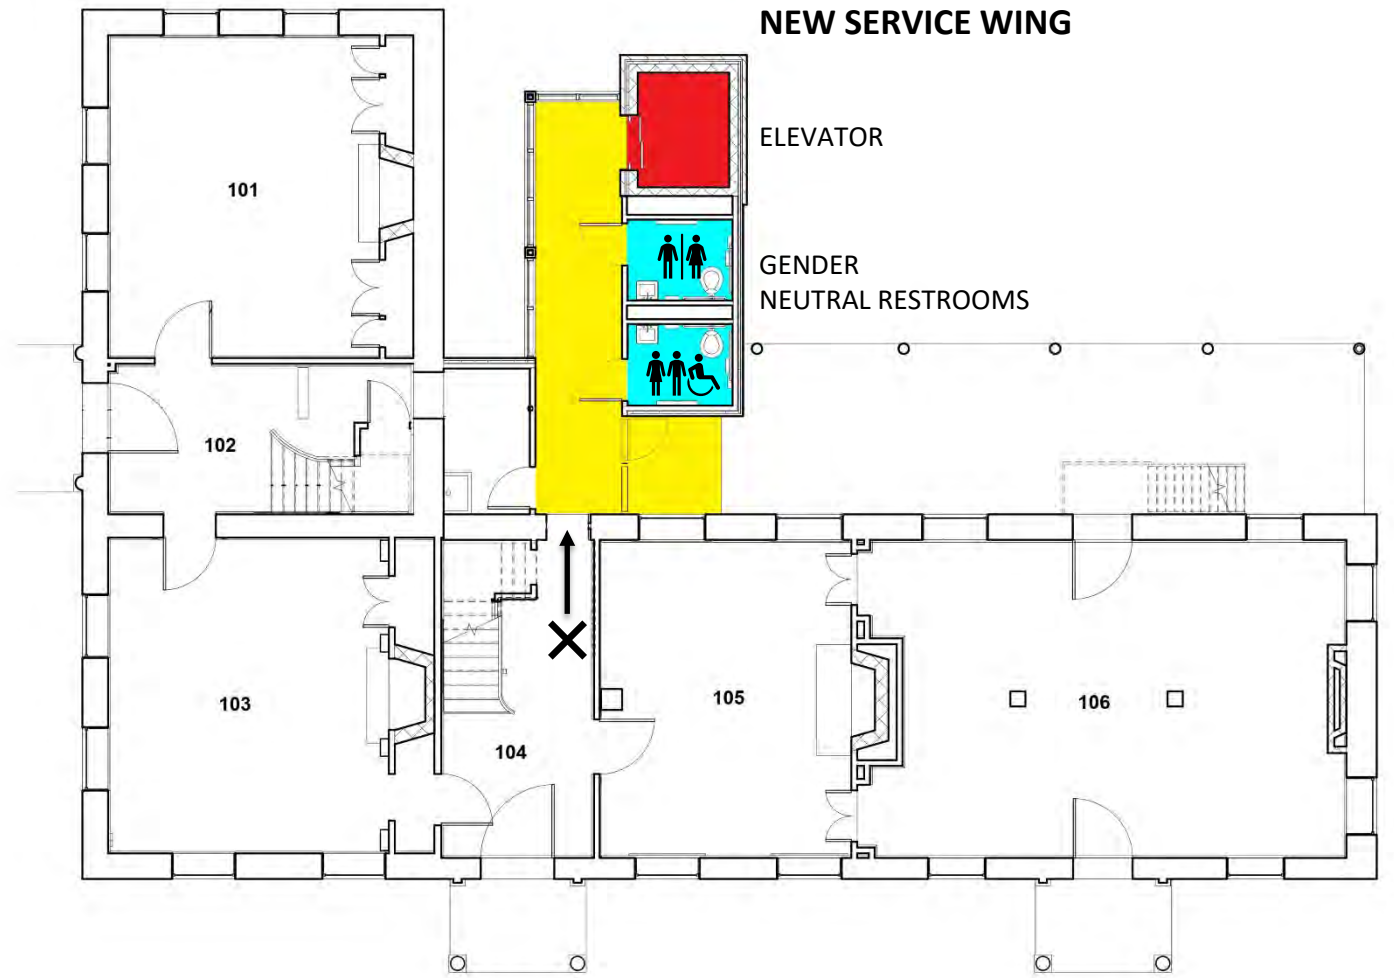 NEW SERVICE WING
ELEVATOR
101
GENDER
NEUTRAL RESTROOMS
102
103
104
105
106